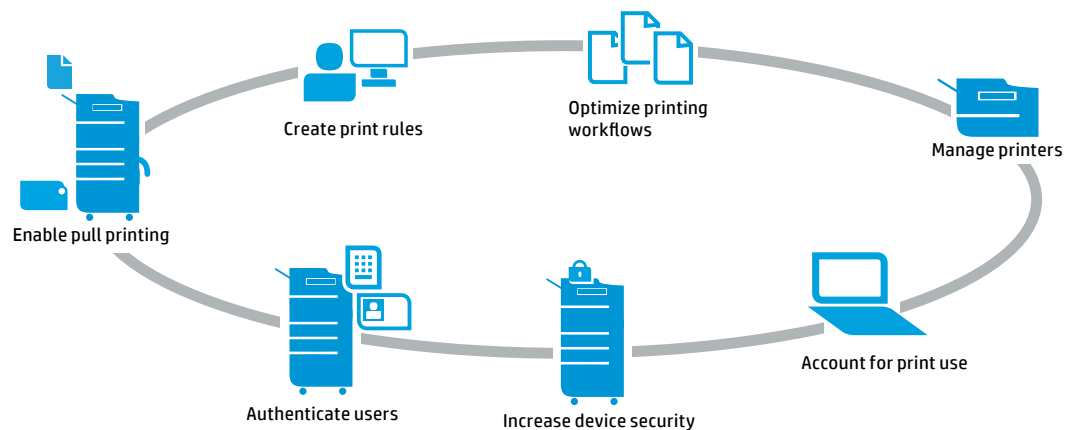 Create print rules
Optimize printing
workflows
Manage printers
Enable pull printing
Account for print use
Authenticate users
Increase device security